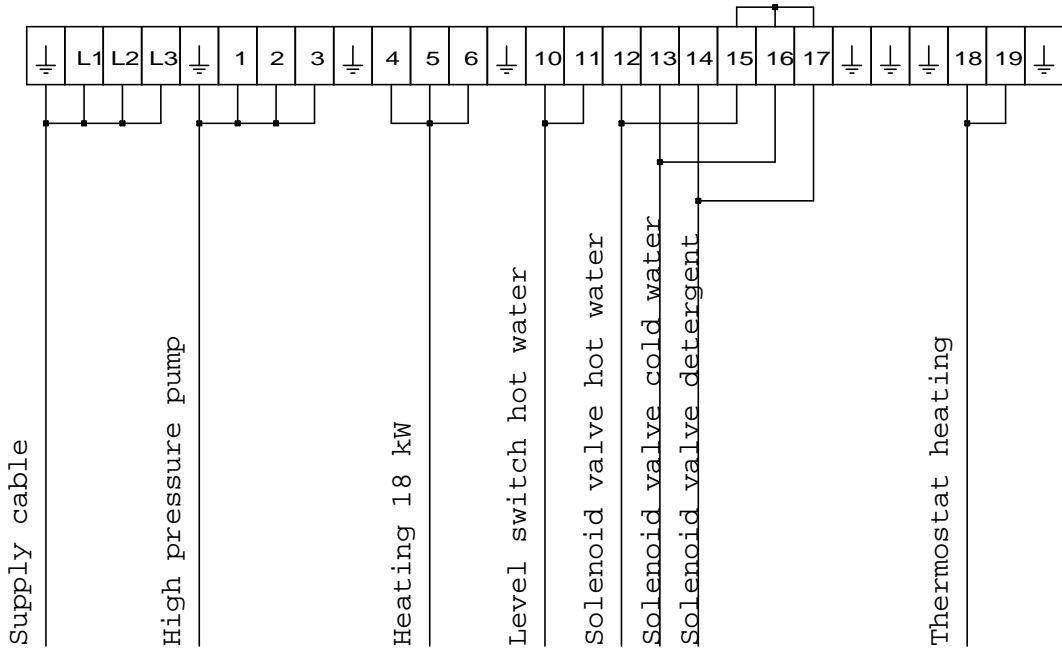 L1 L2 L3 1 2 3 4 5 6 10 11 12 13 14 15 16 17 18 19
Supply cable
High pressure pump
Heating 18 kW
Level switch hot water
Solenoid valve hot water
Solenoid valve cold water
Solenoid valve detergent
Thermostat heating